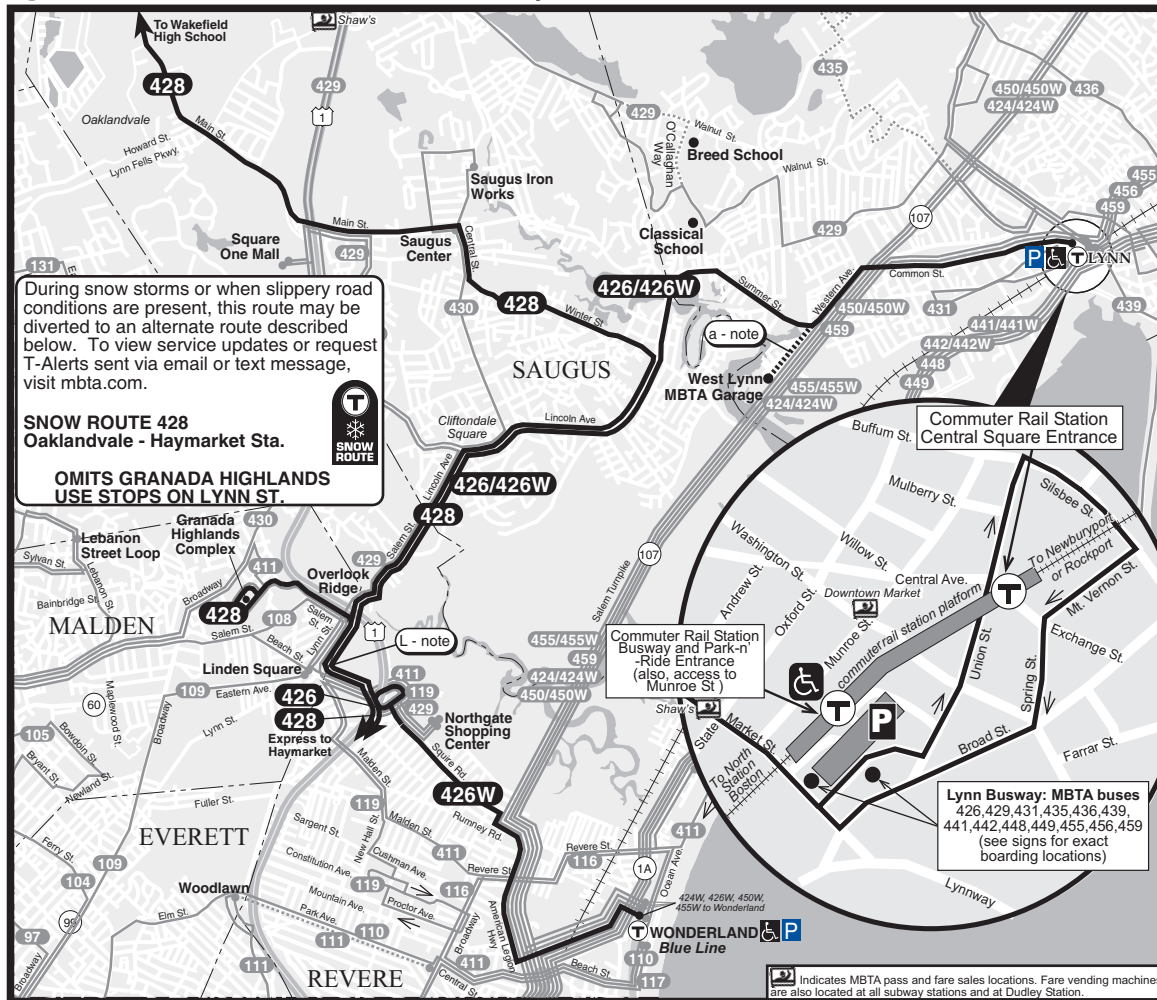 To Wakefield
High School
Shaw's
428
429
1
435
450/450W
436
424/424W
Oaklandvale
Main St.
Howard St.
Lynn Fells Pkwy.
429
Walnut St.
O'Callaghan
Way
Breed School
Walnut St.
Saugus Iron
Works
455
456
459
107
Main St.
Square
One Mall
429
Saugus
Center
Central St.
Classical
School
429
P
T
LYNN
131
426/426W
Summer St.
Western Ave.
Common St.
During snow storms or when slippery road
conditions are present, this route may be
diverted to an alternate route described
below. To view service updates or request
T-Alerts sent via email or text message,
visit mbta.com.
SNOW ROUTE 428
Oaklandvale - Haymarket Sta.
T
SNOW
ROUTE
OMITS GRANADA HIGHLANDS
USE STOPS ON LYNN ST.
430
428
Winter St.
450/450W
431
439
459
441/441W
442/442W
448
449
a - note
SAUGUS
West Lynn
MBTA Garage
455/455W
424/424W
Cliftondale
Square
Lincoln Ave
Lincoln Ave
426/426W
428
Salem St.
429
Commuter Rail Station
Central Square Entrance
Buffum St.
Silsbee St.
Mulberry St.
Washington St.
Willow St.
To Newburyport
or Rockport
Andrew St.
Oxford St.
Central Ave.
Downtown Market
T
Mt. Vernon St.
Munroe St.
commuter rail station platform
Exchange St.
Union St.
Spring St.
Commuter Rail Station
Busway and Park-n'
-Ride Entrance
(also, access to
Munroe St )
T
P
Shaw's
Market St.
State
Broad St.
Farrar St.
To North
Station
Boston
Lynn Busway: MBTA buses
426,429,431,435,436,439,
441,442,448,449,455,456,459
(see signs for exact
boarding locations)
Lynnway
Granada
Highlands
Complex
430
Lebanon
Street Loop
Sylvan St.
Lebanon St.
411
Broadway
Bainbridge St.
428
Overlook
Ridge
107
Salem Turnpike
MALDEN
108
Salem St.
Salem St.
Lynn St.
Beach St.
1
L - note
455/455W
459
424/424W
450/450W
Linden Square
109
Eastern Ave.
411
119
429
426
428
Express to
Haymarket
Northgate
Shopping
Center
60
Maplewood St.
Broadway
Lynn St.
105
Bowdoin St.
Bryant St.
Newland St.
Malden St.
Squire Rd.
426W
Fuller St.
119
Rumney Rd.
Sargent St.
New Hall St.
Malden St.
411
EVERETT
Constitution Ave.
Cushman Ave.
Revere St.
Revere St.
116
411
1A
Ocean Ave.
Ferry St.
109
104
119
116
Woodlawn
Mountain Ave.
Proctor Ave.
Park Ave.
110
111
424W, 426W, 450W,
455W to Wonderland
T
WONDERLAND
P
Blue Line
99
Elm St.
97
Broadway
111
Broadway
American Legion
Hwy
411
Central St.
Beach St.
110
117
REVERE
Indicates MBTA pass and fare sales locations. Fare vending machines
are also located at all subway stations and at Dudley Station.